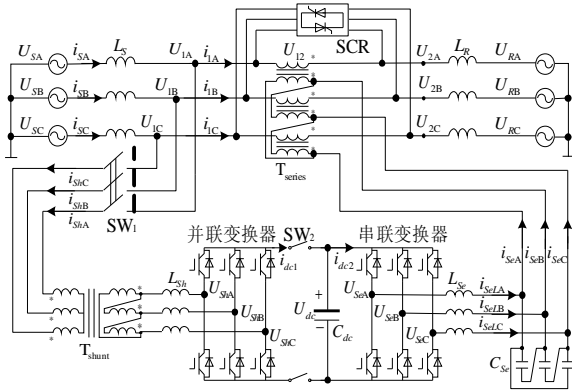 SCR
U_SA i_SA L_S U_1A i_1A U_12 U_2A L_R U_RA
U_SB i_SB U_1B i_1B U_2B U_RB
U_SC i_SC U_1C i_1C U_2C U_RC
T_series
i_ShC
i_ShB
i_ShA
SW_1
并联变换器 SW_2 串联变换器
i_dc1 i_dc2
i_SeA i_SeB i_SeC
L_Sh U_ShA U_SeA L_Se i_SeLA
U_ShB U_dc + − C_dc U_SeB i_SeLB
U_ShC U_SeC i_SeLC
T_shunt
C_Se